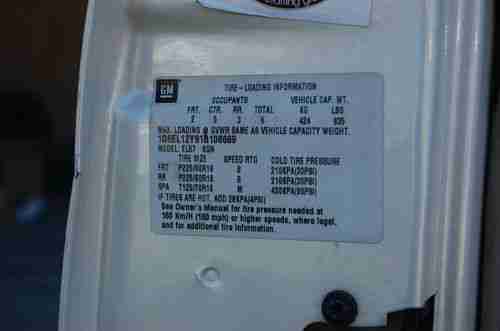 GM
TIRE-LOADING INFORMATION
OCCUPANTS VEHICLE CAP. WT.
FRT. CTR. RR. TOTAL KG LBS
3 6 424 935
MAX. LOADING @ GVWR SAME AS VEHICLE CAPACITY WEIGHT.
TIRE SIZE SPEED RTG COLD TIRE PRESSURE
FRT P225/60R16 S 210KPA(30PSI)
RR P225/60R16 S 210KPA(30PSI)
SPA T125/70R16 M 420KPA(60PSI)
IF TIRES ARE HOT, ADD 28KPA(4PSI)
See Owner's Manual for tire pressure needed at
160 Km/H (100 mph) or higher speeds, where legal,
and for additional tire information.